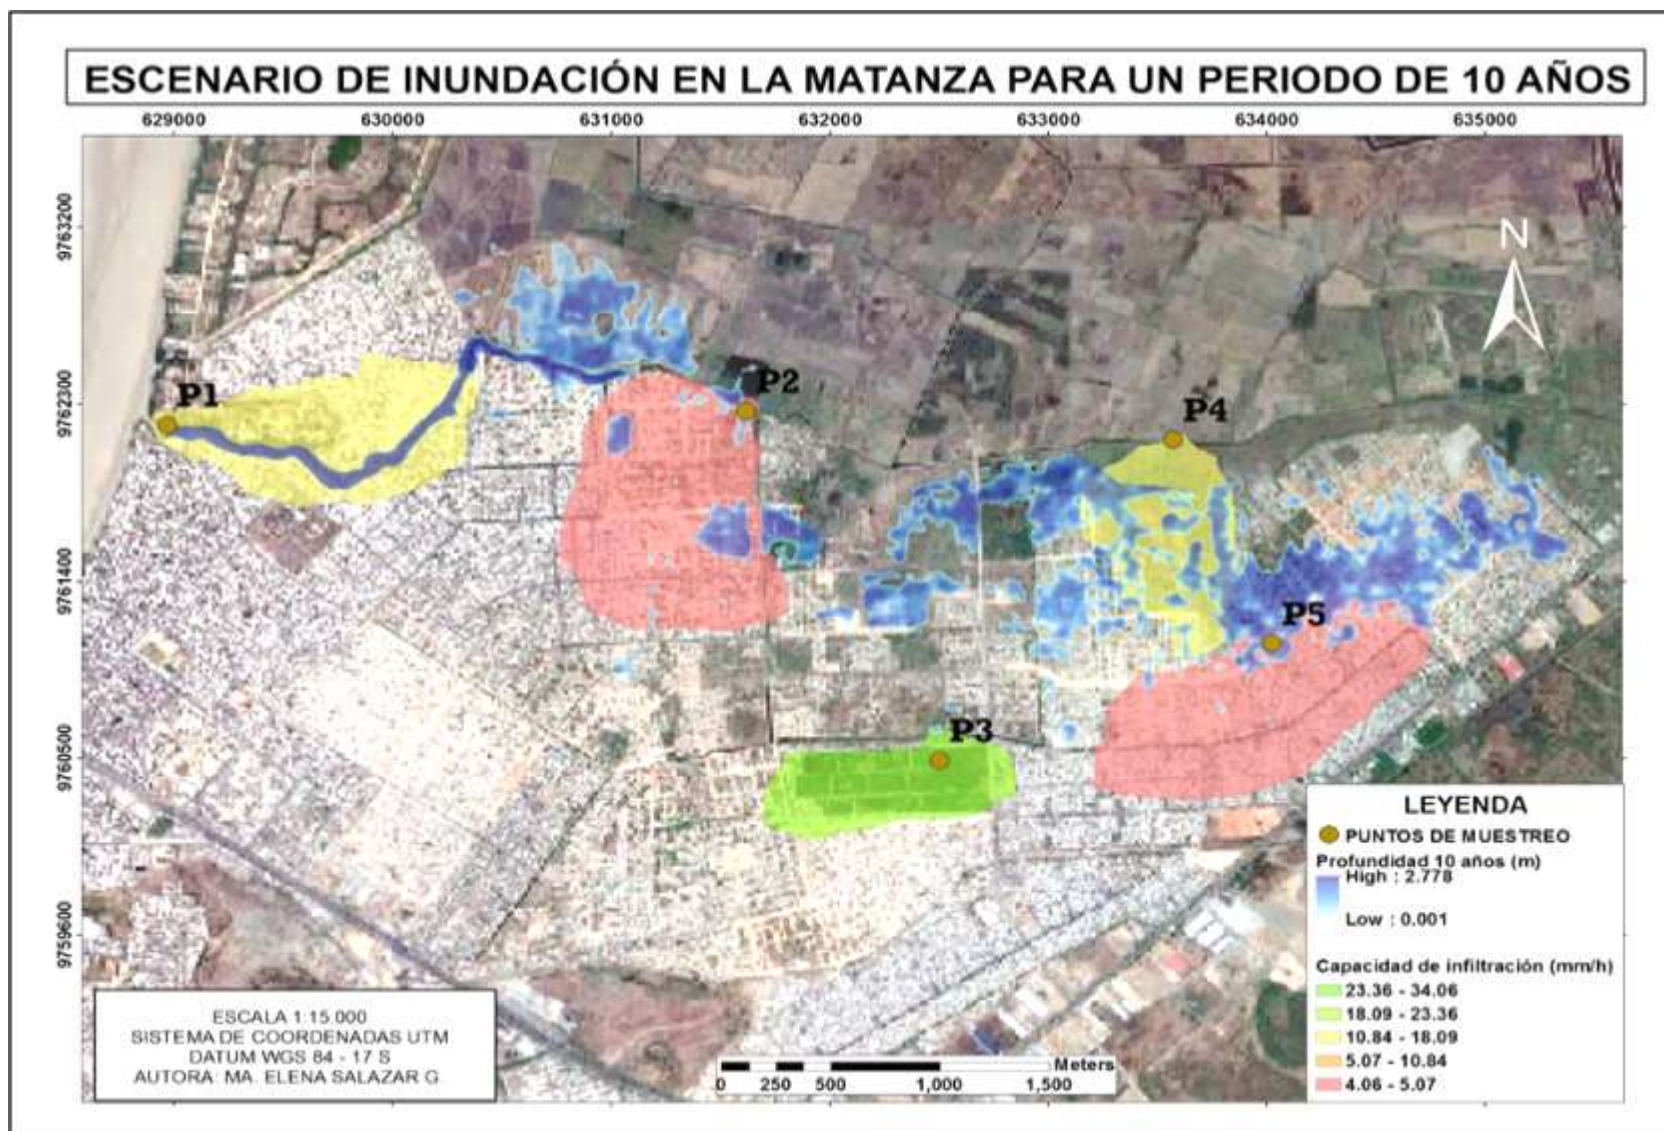 ESCENARIO DE INUNDACIÓN EN LA MATANZA PARA UN PERIODO DE 10 AÑOS
629000 630000 631000 632000 633000 634000 635000
9763200
9762300
9761400
9760500
9759600
N
P1
P2
P4
P5
P3
LEYENDA
PUNTOS DE MUESTREO
Profundidad 10 años (m)
High : 2.778
Low : 0.001
Capacidad de infiltración (mm/h)
23.36 - 34.06
18.09 - 23.36
10.84 - 18.09
5.07 - 10.84
4.06 - 5.07
ESCALA 1:15 000
SISTEMA DE COORDENADAS UTM
DATUM WGS 84 - 17 S
AUTORA: MA. ELENA SALAZAR G.
Meters
0 250 500 1,000 1,500